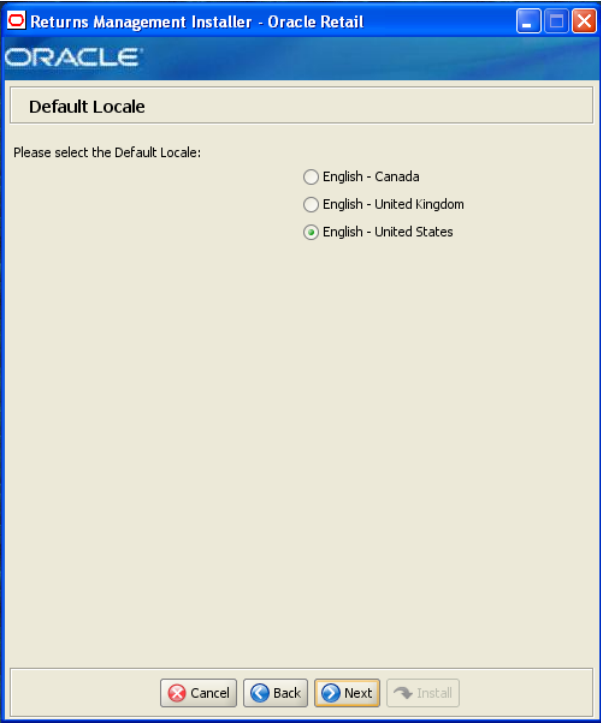 Returns Management Installer - Oracle Retail
ORACLE
Default Locale
Please select the Default Locale:
English - Canada
English - United Kingdom
English - United States
Cancel Back Next Install